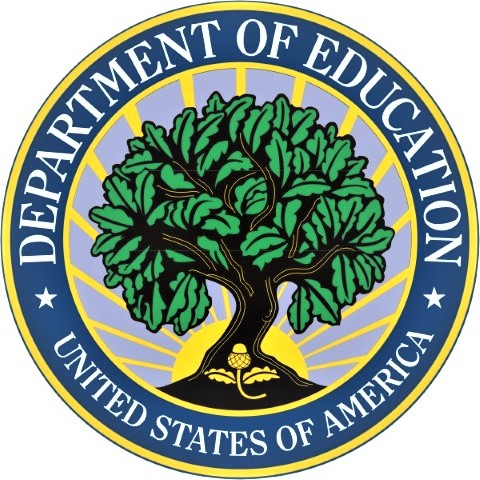 DEPARTMENT OF EDUCATION
UNITED STATES OF AMERICA